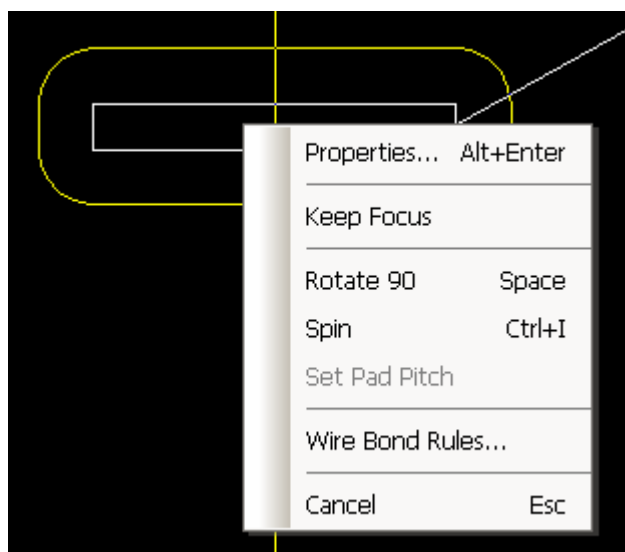 Properties... Alt+Enter
Keep Focus
Rotate 90 Space
Spin Ctrl+I
Set Pad Pitch
Wire Bond Rules...
Cancel Esc